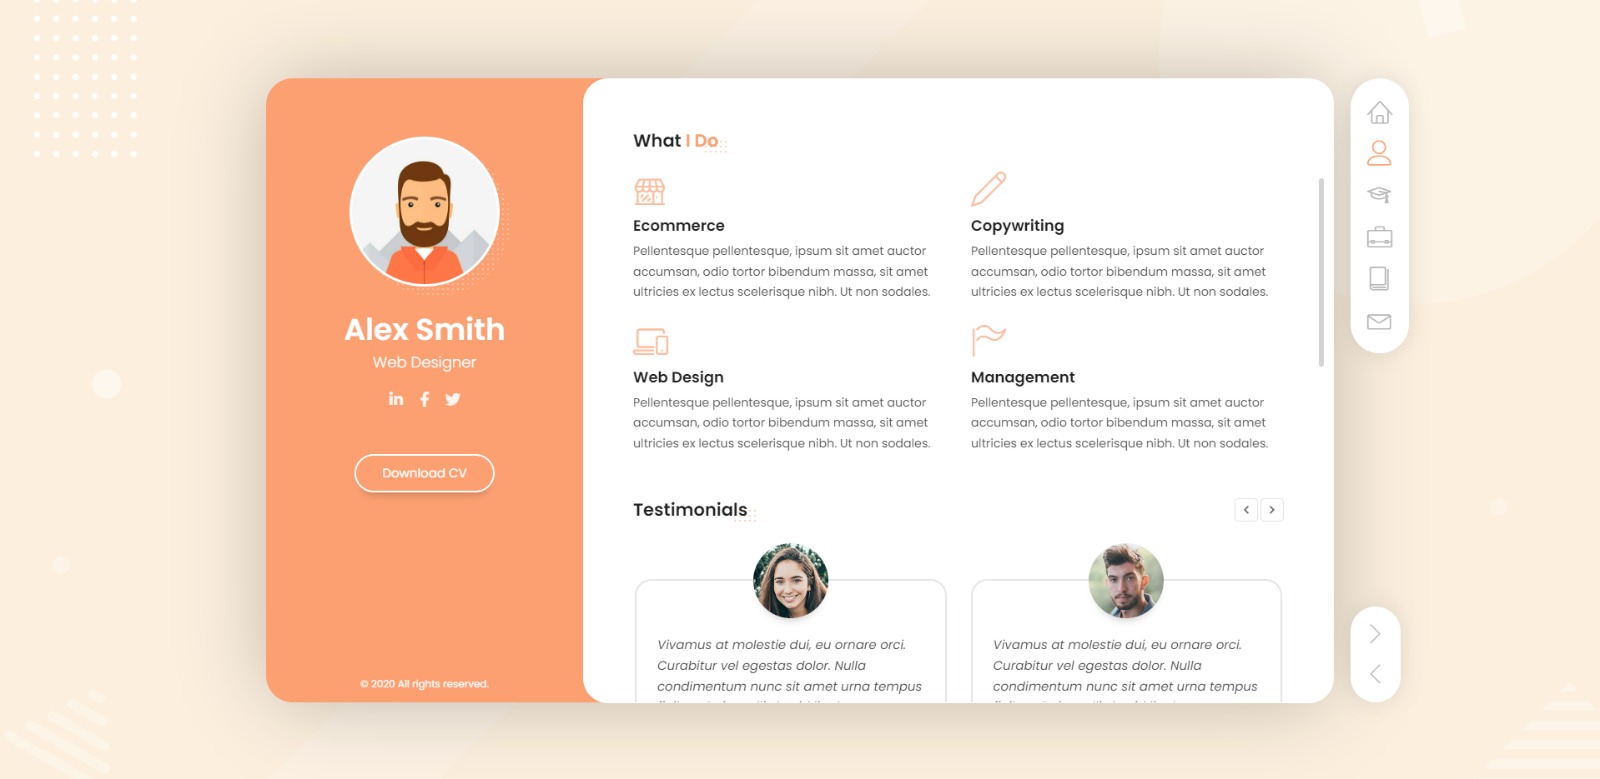 Alex Smith
Web Designer
Download CV
© 2020 All rights reserved.
What I Do
Ecommerce
Pellentesque pellentesque, ipsum sit amet auctor
accumsan, odio tortor bibendum massa, sit amet
ultricies ex lectus scelerisque nibh. Ut non sodales.
Copywriting
Pellentesque pellentesque, ipsum sit amet auctor
accumsan, odio tortor bibendum massa, sit amet
ultricies ex lectus scelerisque nibh. Ut non sodales.
Web Design
Pellentesque pellentesque, ipsum sit amet auctor
accumsan, odio tortor bibendum massa, sit amet
ultricies ex lectus scelerisque nibh. Ut non sodales.
Management
Pellentesque pellentesque, ipsum sit amet auctor
accumsan, odio tortor bibendum massa, sit amet
ultricies ex lectus scelerisque nibh. Ut non sodales.
Testimonials
Vivamus at molestie dui, eu ornare orci.
Curabitur vel egestas dolor. Nulla
condimentum nunc sit amet urna tempus
Vivamus at molestie dui, eu ornare orci.
Curabitur vel egestas dolor. Nulla
condimentum nunc sit amet urna tempus